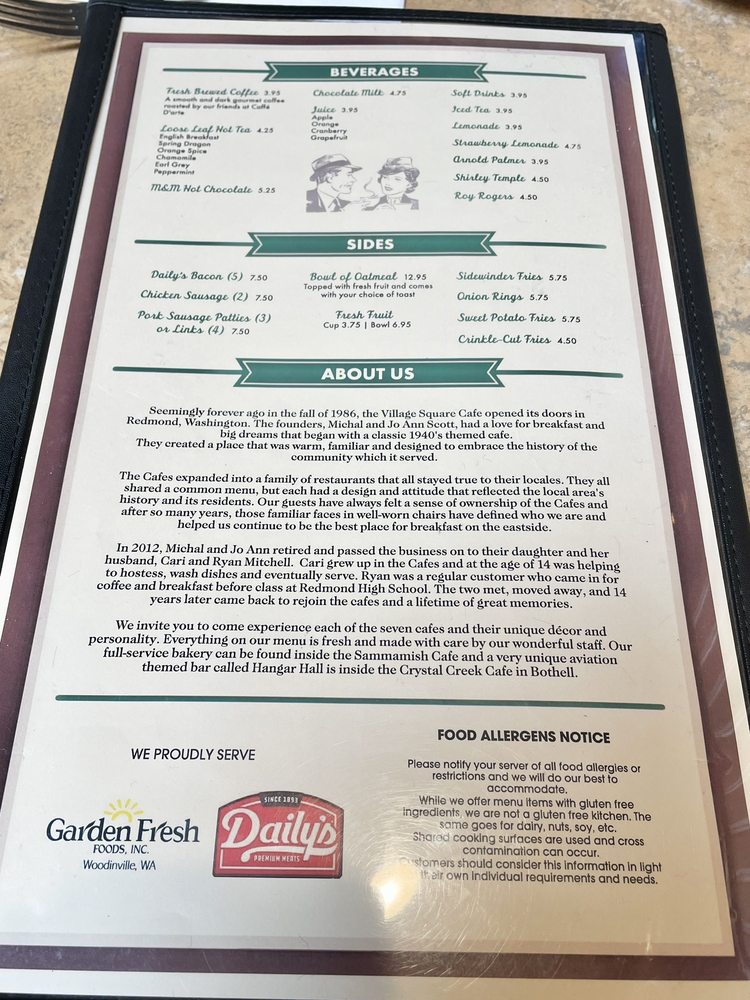 BEVERAGES
Fresh Brewed Coffee 3.95
A smooth and dark gourmet coffee
roasted by our friends at Caffé
D'arte
Loose Leaf Hot Tea 4.25
English Breakfast
Spring Dragon
Orange Spice
Chamomile
Earl Grey
Peppermint
M&M Hot Chocolate 5.25
Chocolate Milk 4.75
Juice 3.95
Apple
Orange
Cranberry
Grapefruit
Soft Drinks 3.95
Iced Tea 3.95
Lemonade 3.95
Strawberry Lemonade 4.75
Arnold Palmer 3.95
Shirley Temple 4.50
Roy Rogers 4.50
SIDES
Daily's Bacon (5) 7.50
Chicken Sausage (2) 7.50
Pork Sausage Patties (3)
or Links (4) 7.50
Bowl of Oatmeal 12.95
Topped with fresh fruit and comes
with your choice of toast
Fresh Fruit
Cup 3.75 | Bowl 6.95
Sidewinder Fries 5.75
Onion Rings 5.75
Sweet Potato Fries 5.75
Crinkle-Cut Fries 4.50
ABOUT US
Seemingly forever ago in the fall of 1986, the Village Square Cafe opened its doors in
Redmond, Washington. The founders, Michal and Jo Ann Scott, had a love for breakfast and
big dreams that began with a classic 1940's themed cafe.
They created a place that was warm, familiar and designed to embrace the history of the
community which it served.
The Cafes expanded into a family of restaurants that all stayed true to their locales. They all
shared a common menu, but each had a design and attitude that reflected the local area's
history and its residents. Our guests have always felt a sense of ownership of the Cafes and
after so many years, those familiar faces in well-worn chairs have defined who we are and
helped us continue to be the best place for breakfast on the eastside.
In 2012, Michal and Jo Ann retired and passed the business on to their daughter and her
husband, Cari and Ryan Mitchell. Cari grew up in the Cafes and at the age of 14 was helping
to hostess, wash dishes and eventually serve. Ryan was a regular customer who came in for
coffee and breakfast before class at Redmond High School. The two met, moved away, and 14
years later came back to rejoin the cafes and a lifetime of great memories.
We invite you to come experience each of the seven cafes and their unique décor and
personality. Everything on our menu is fresh and made with care by our wonderful staff. Our
full-service bakery can be found inside the Sammamish Cafe and a very unique aviation
themed bar called Hangar Hall is inside the Crystal Creek Cafe in Bothell.
WE PROUDLY SERVE
Garden Fresh
FOODS, INC.
Woodinville, WA
SINCE 1893
Daily's
PREMIUM MEATS
FOOD ALLERGENS NOTICE
Please notify your server of all food allergies or
restrictions and we will do our best to
accommodate.
While we offer menu items with gluten free
ingredients, we are not a gluten free kitchen. The
same goes for dairy, nuts, soy, etc.
Shared cooking surfaces are used and cross
contamination can occur.
Customers should consider this information in light
their own individual requirements and needs.